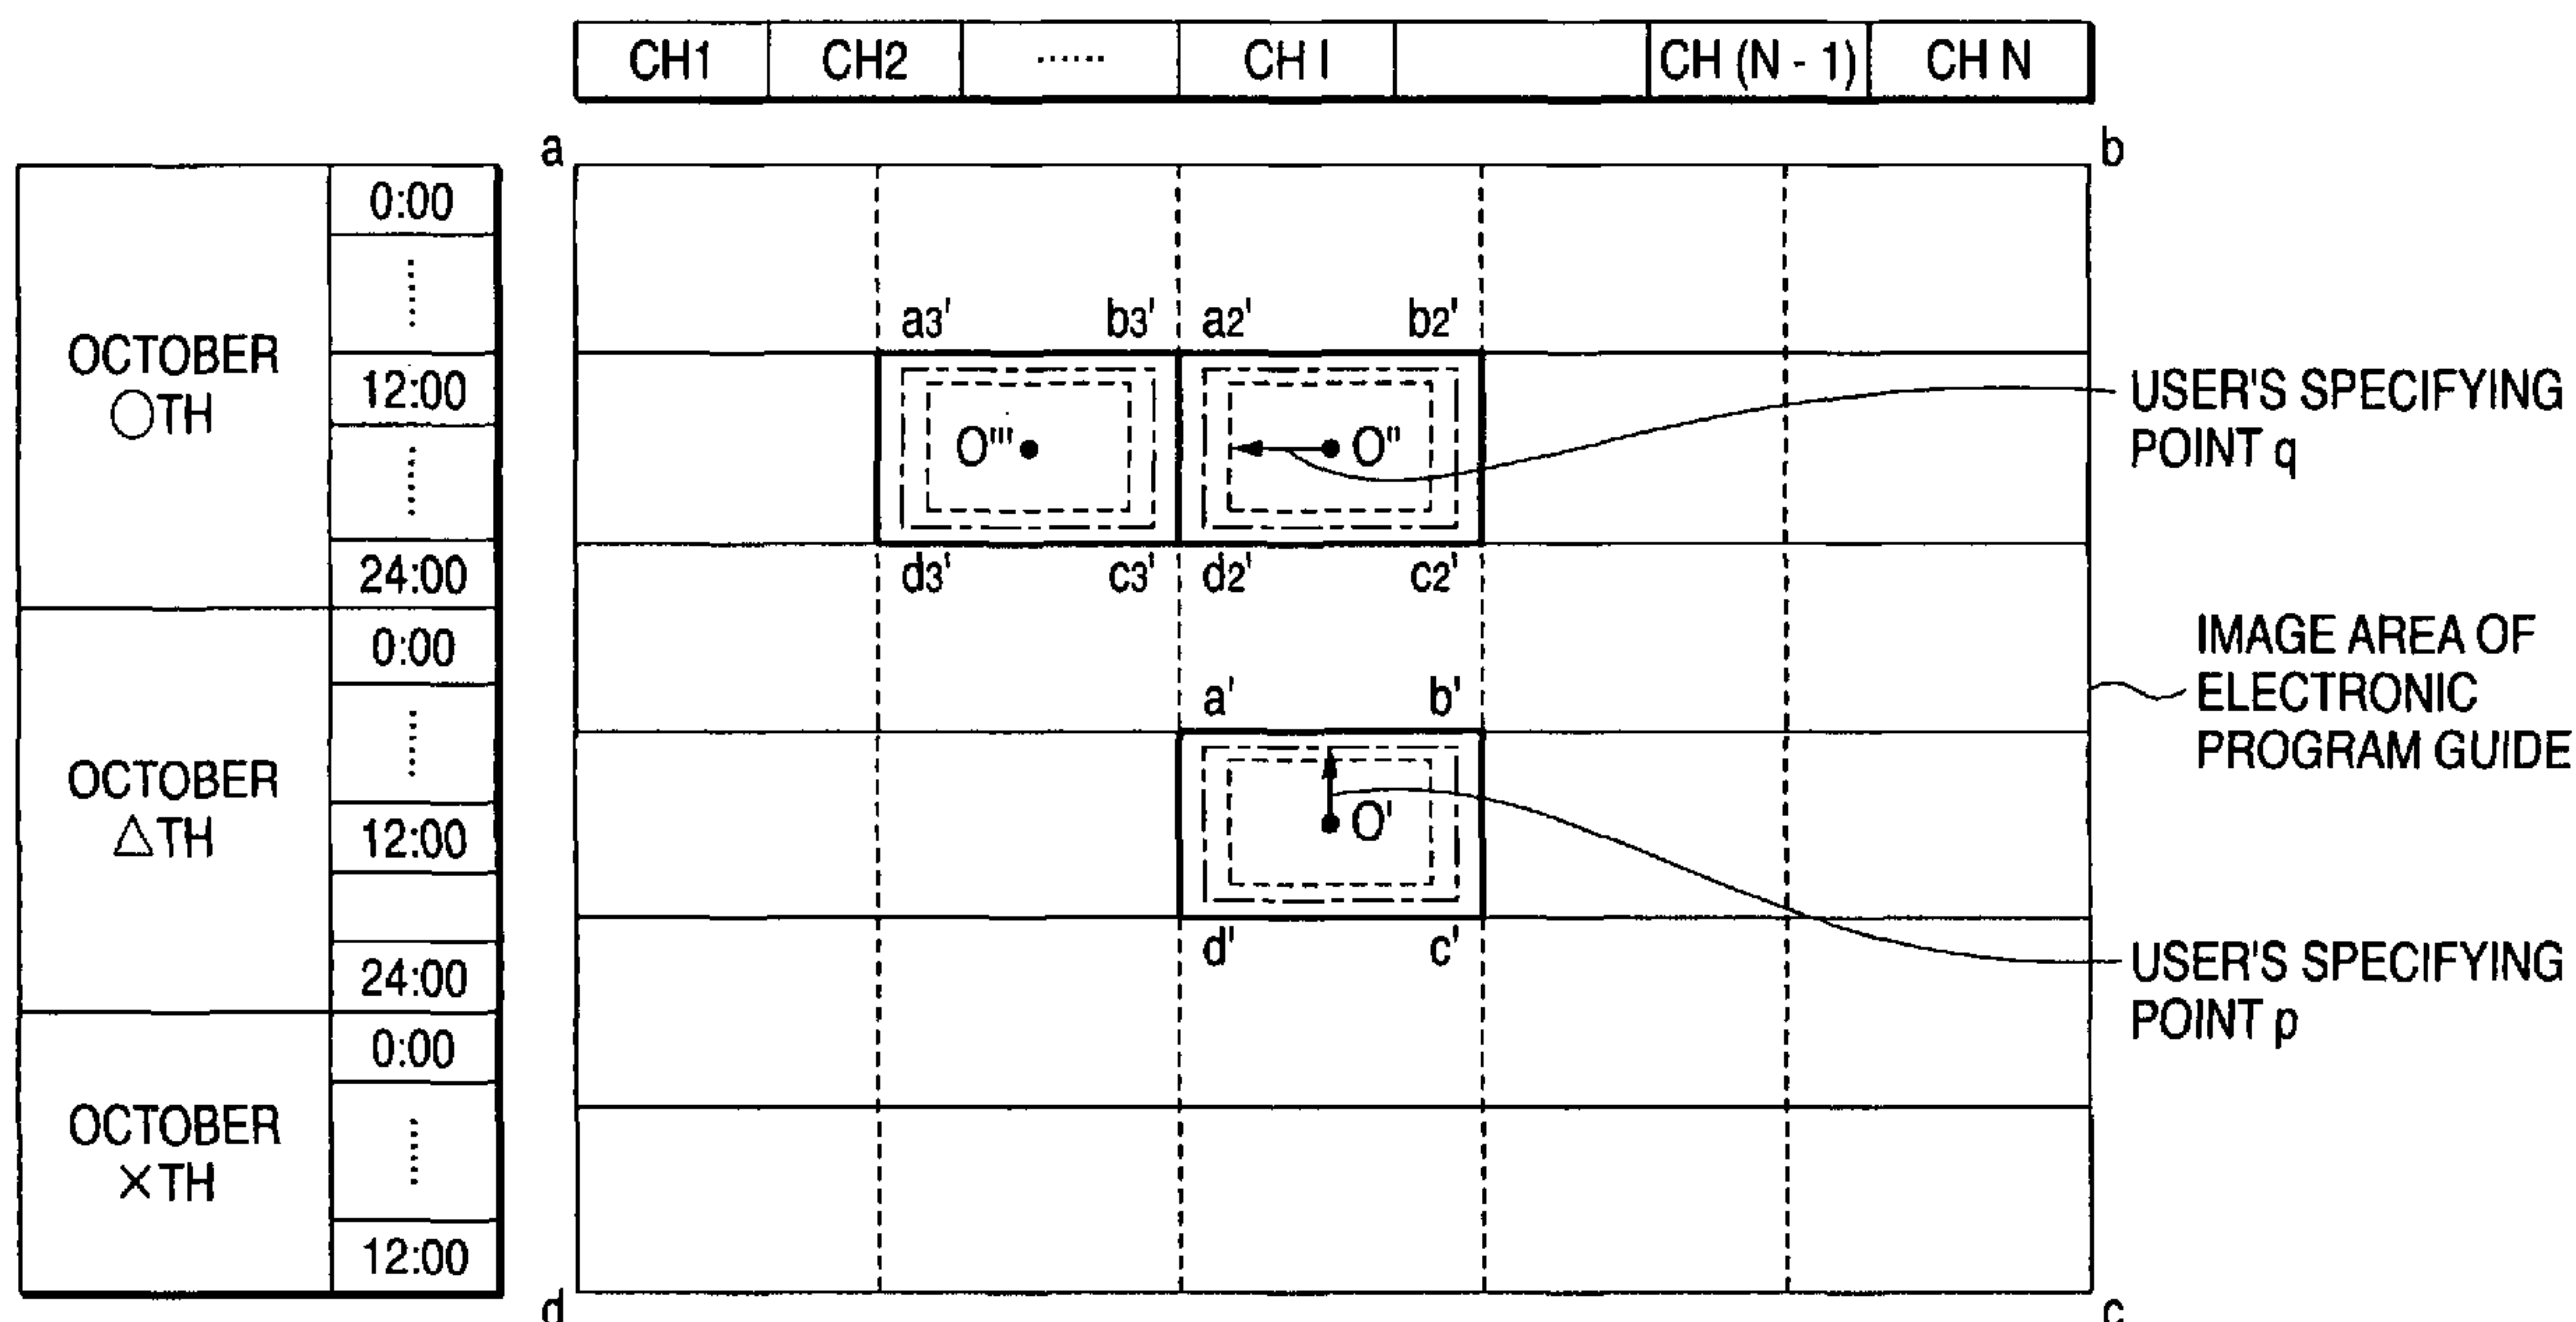 CH1 CH2 ...... CH I CH (N - 1) CH N
a b
OCTOBER
○TH
0:00
......
12:00
......
24:00
OCTOBER
△TH
0:00
......
12:00
24:00
OCTOBER
×TH
0:00
......
12:00
a3' b3' a2' b2'
O''' O''
d3' c3' d2' c2'
a' b'
O'
d' c'
USER'S SPECIFYING
POINT q
IMAGE AREA OF
ELECTRONIC
PROGRAM GUIDE
USER'S SPECIFYING
POINT p
d c